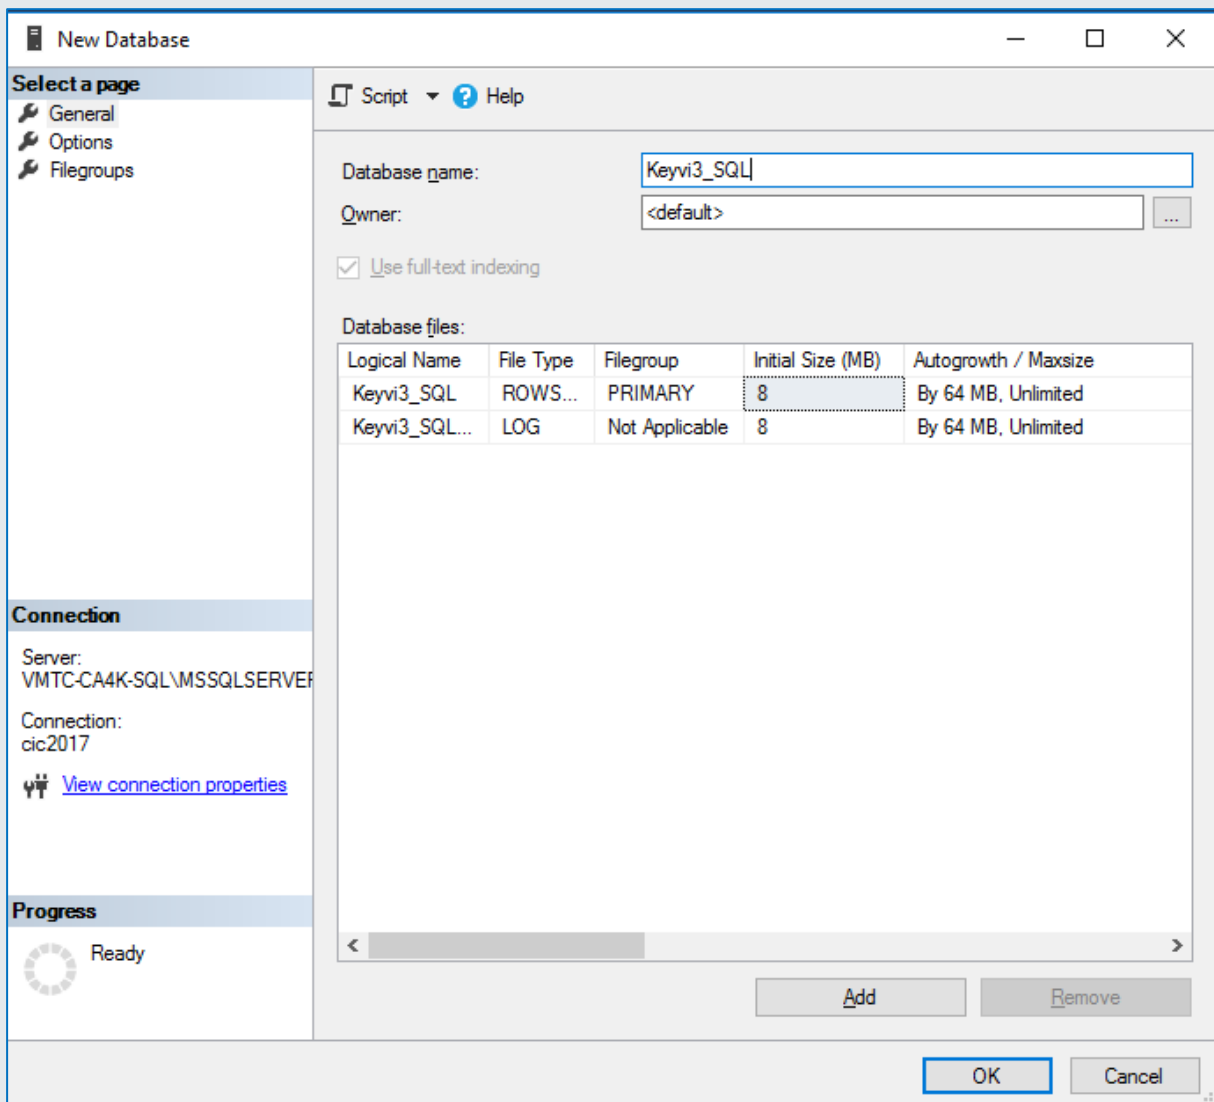 New Database
Select a page
General
Options
Filegroups
Script Help
Database name: Keyvi3_SQL
Owner: <default> ...
Use full-text indexing
Database files:
Logical Name File Type Filegroup Initial Size (MB) Autogrowth / Maxsize
Keyvi3_SQL ROWS... PRIMARY 8 By 64 MB, Unlimited
Keyvi3_SQL... LOG Not Applicable 8 By 64 MB, Unlimited
Connection
Server:
VMTC-CA4K-SQL\MSSQLSERVER
Connection:
cic2017
View connection properties
Progress
Ready
Add Remove
OK Cancel